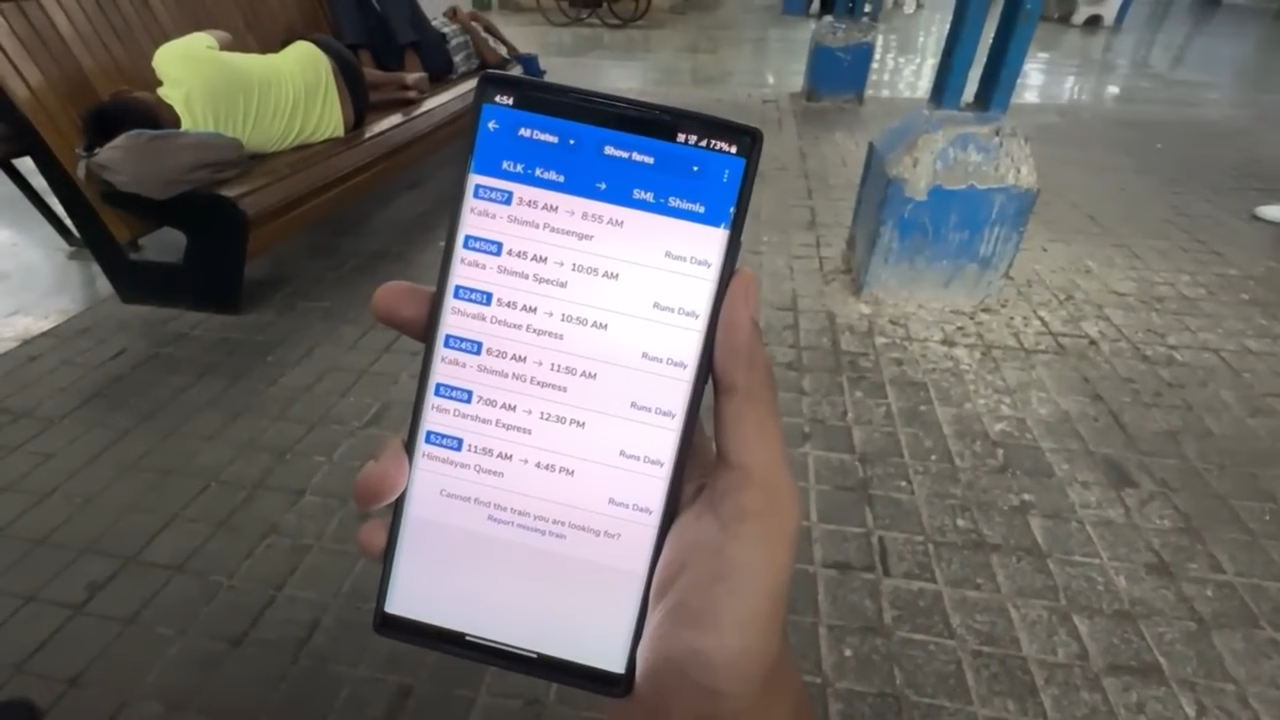 4:54 73%
All Dates Show fares
KLK - Kalka → SML - Shimla
52457 3:45 AM → 8:55 AM
Kalka - Shimla Passenger Runs Daily
04506 4:45 AM → 10:05 AM
Kalka - Shimla Special Runs Daily
52451 5:45 AM → 10:50 AM
Shivalik Deluxe Express Runs Daily
52453 6:20 AM → 11:50 AM
Kalka - Shimla NG Express Runs Daily
52459 7:00 AM → 12:30 PM
Him Darshan Express Runs Daily
52455 11:55 AM → 4:45 PM
Himalayan Queen Runs Daily
Cannot find the train you are looking for?
Report missing train